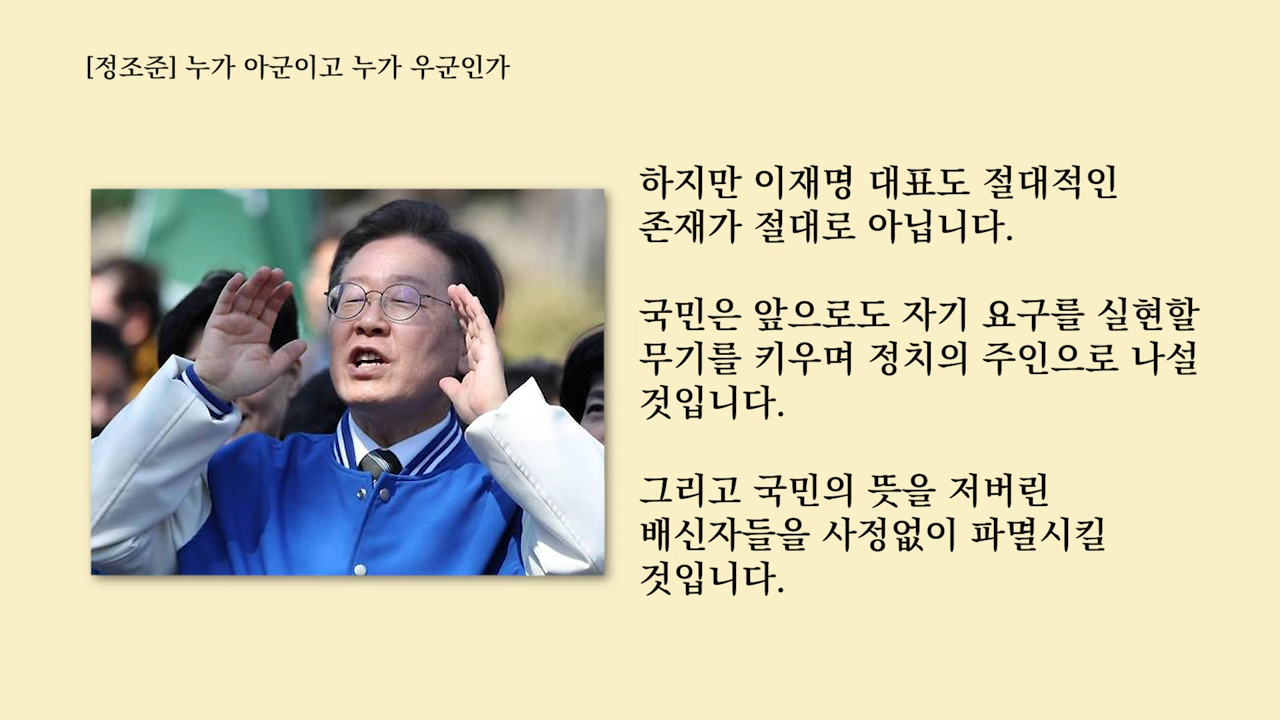 [정조준] 누가 아군이고 누가 우군인가
하지만 이재명 대표도 절대적인
존재가 절대로 아닙니다.
국민은 앞으로도 자기 요구를 실현할
무기를 키우며 정치의 주인으로 나설
것입니다.
그리고 국민의 뜻을 저버린
배신자들을 사정없이 파멸시킬
것입니다.